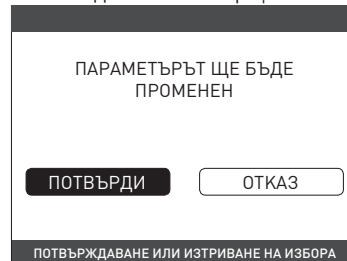 ПАРАМЕТЪРЪТ ЩЕ БЪДЕ
ПРОМЕНЕН
ПОТВЪРДИ
ОТКАЗ
ПОТВЪРЖДАВАНЕ ИЛИ ИЗТРИВАНЕ НА ИЗБОРА